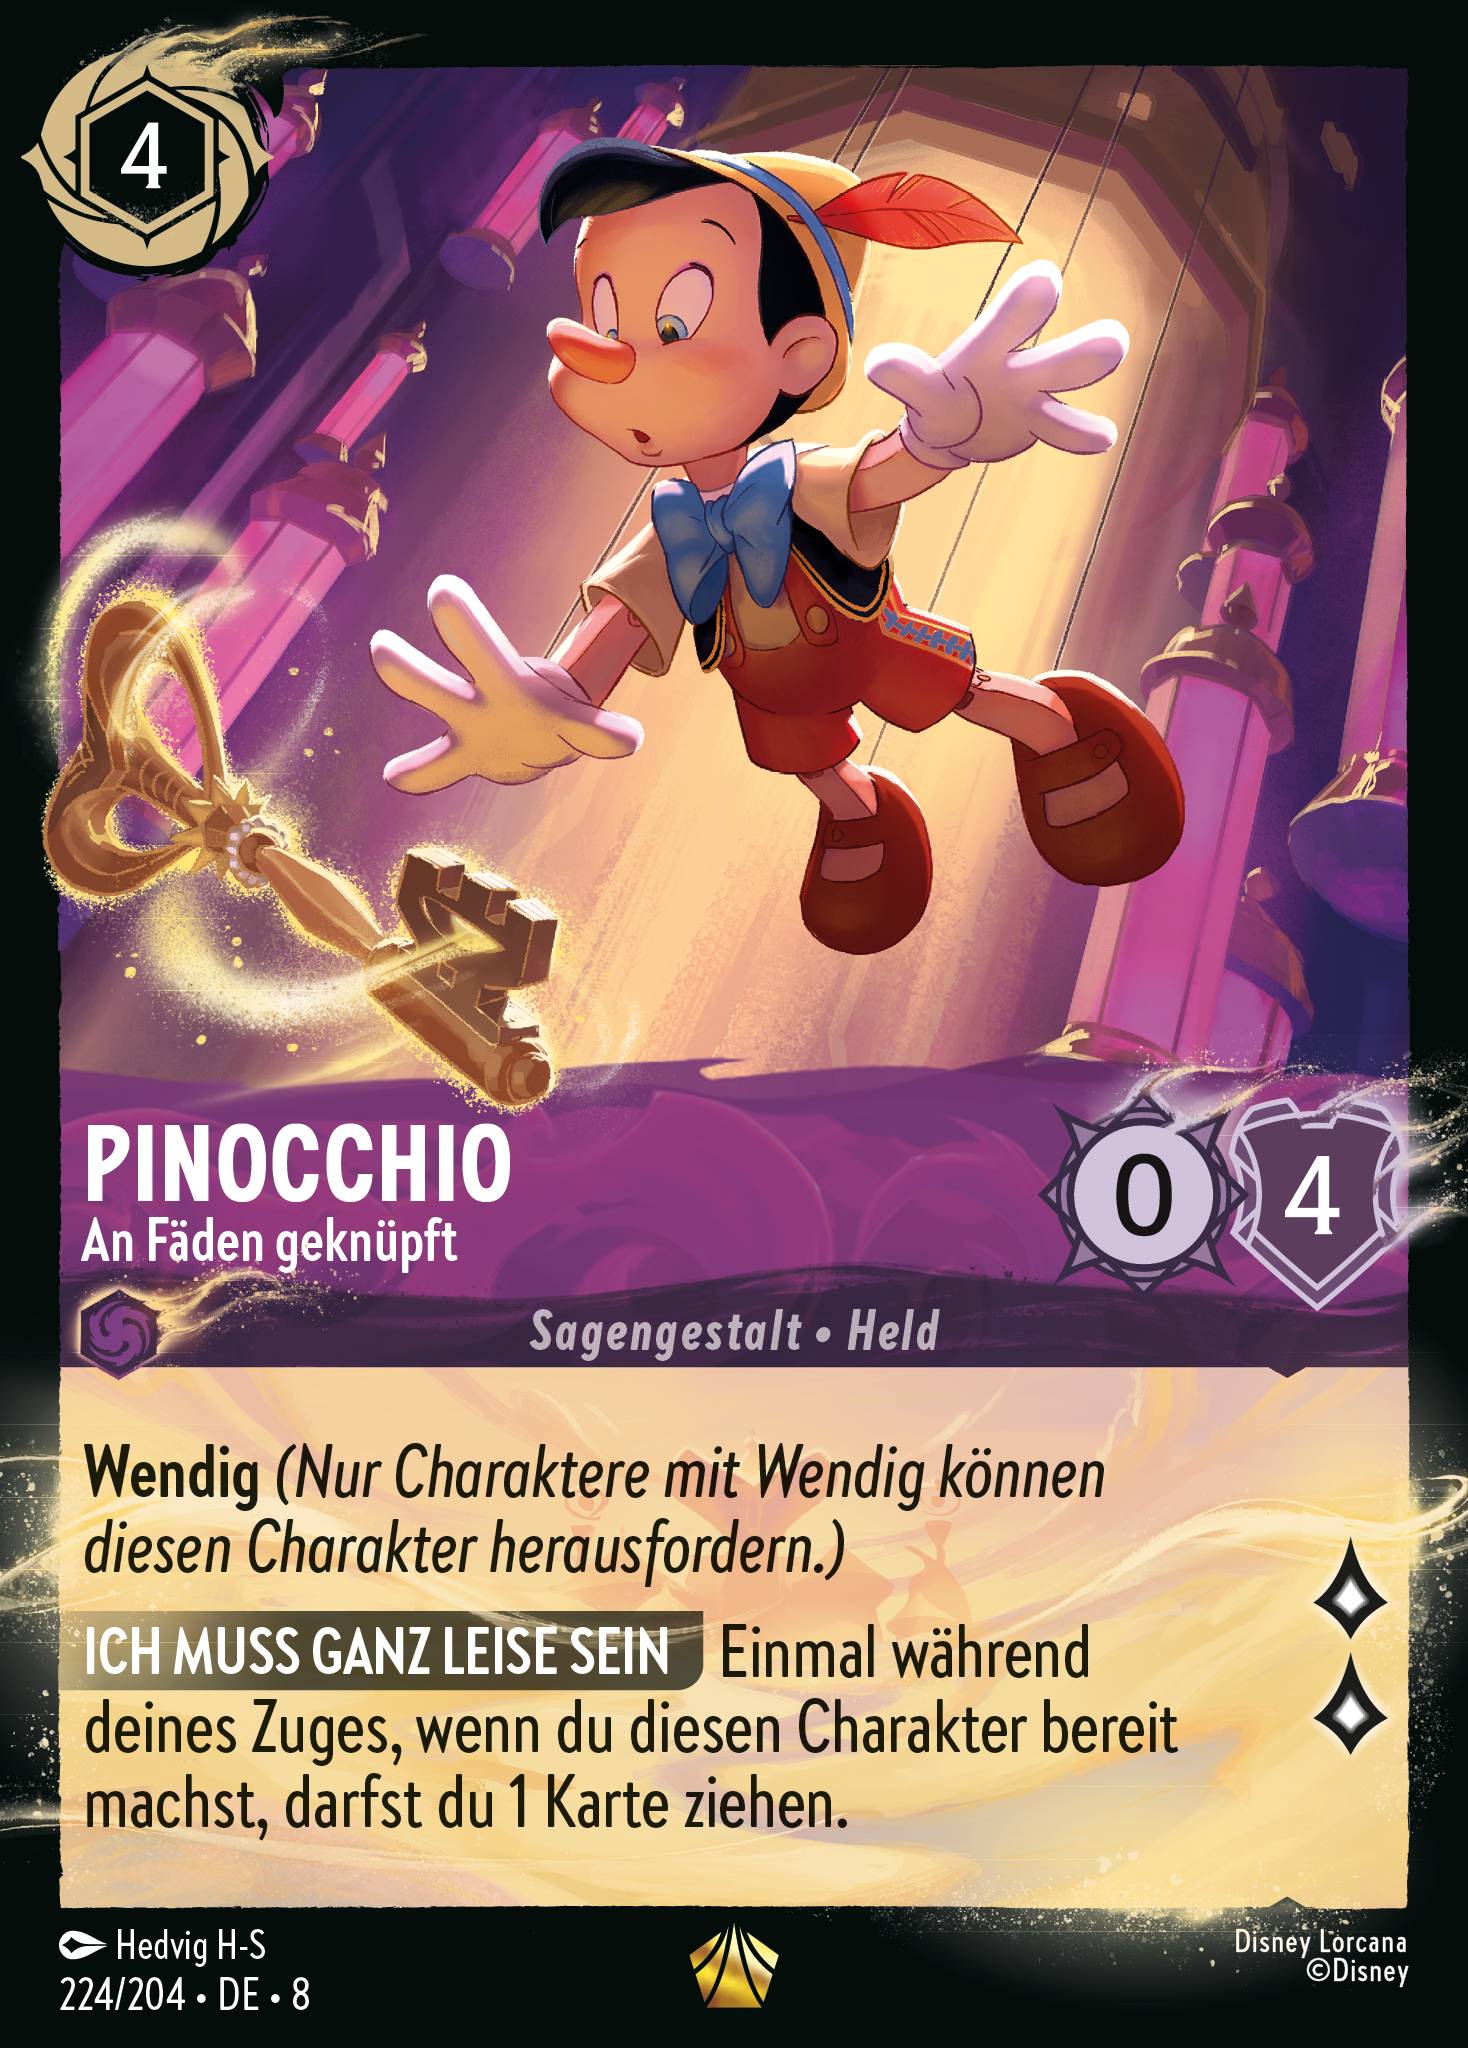 4
PINOCCHIO
An Fäden geknüpft
0
4
Sagengestalt • Held
Wendig (Nur Charaktere mit Wendig können
diesen Charakter herausfordern.)
ICH MUSS GANZ LEISE SEIN Einmal während
deines Zuges, wenn du diesen Charakter bereit
machst, darfst du 1 Karte ziehen.
Hedvig H-S
224/204 • DE • 8
Disney Lorcana
©Disney